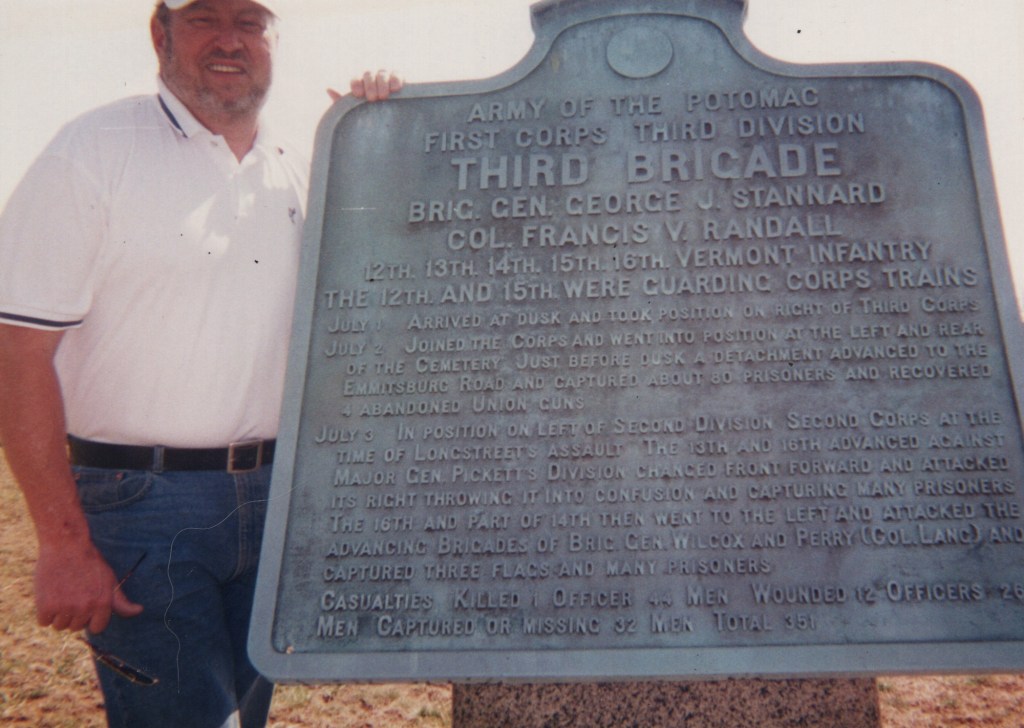 ARMY OF THE POTOMAC
FIRST CORPS THIRD DIVISION
THIRD BRIGADE
BRIG. GEN. GEORGE J. STANNARD
COL. FRANCIS V. RANDALL
12TH. 13TH. 14TH. 15TH. 16TH. VERMONT INFANTRY
THE 12TH. AND 15TH. WERE GUARDING CORPS TRAINS
JULY 1 ARRIVED AT DUSK AND TOOK POSITION ON RIGHT OF THIRD CORPS
JULY 2 JOINED THE CORPS AND WENT INTO POSITION AT THE LEFT AND REAR
OF THE CEMETERY JUST BEFORE DUSK A DETACHMENT ADVANCED TO THE
EMMITSBURG ROAD AND CAPTURED ABOUT 80 PRISONERS AND RECOVERED
4 ABANDONED UNION GUNS
JULY 3 IN POSITION ON LEFT OF SECOND DIVISION SECOND CORPS AT THE
TIME OF LONGSTREET'S ASSAULT THE 13TH AND 16TH ADVANCED AGAINST
MAJOR GEN. PICKETT'S DIVISION CHANGED FRONT FORWARD AND ATTACKED
ITS RIGHT THROWING IT INTO CONFUSION AND CAPTURING MANY PRISONERS
THE 16TH AND PART OF 14TH THEN WENT TO THE LEFT AND ATTACKED THE
ADVANCING BRIGADES OF BRIG. GEN. WILCOX AND PERRY (COL. LANG) AND
CAPTURED THREE FLAGS AND MANY PRISONERS
CASUALTIES KILLED 1 OFFICER 44 MEN WOUNDED 12 OFFICERS 26
MEN CAPTURED OR MISSING 32 MEN TOTAL 351